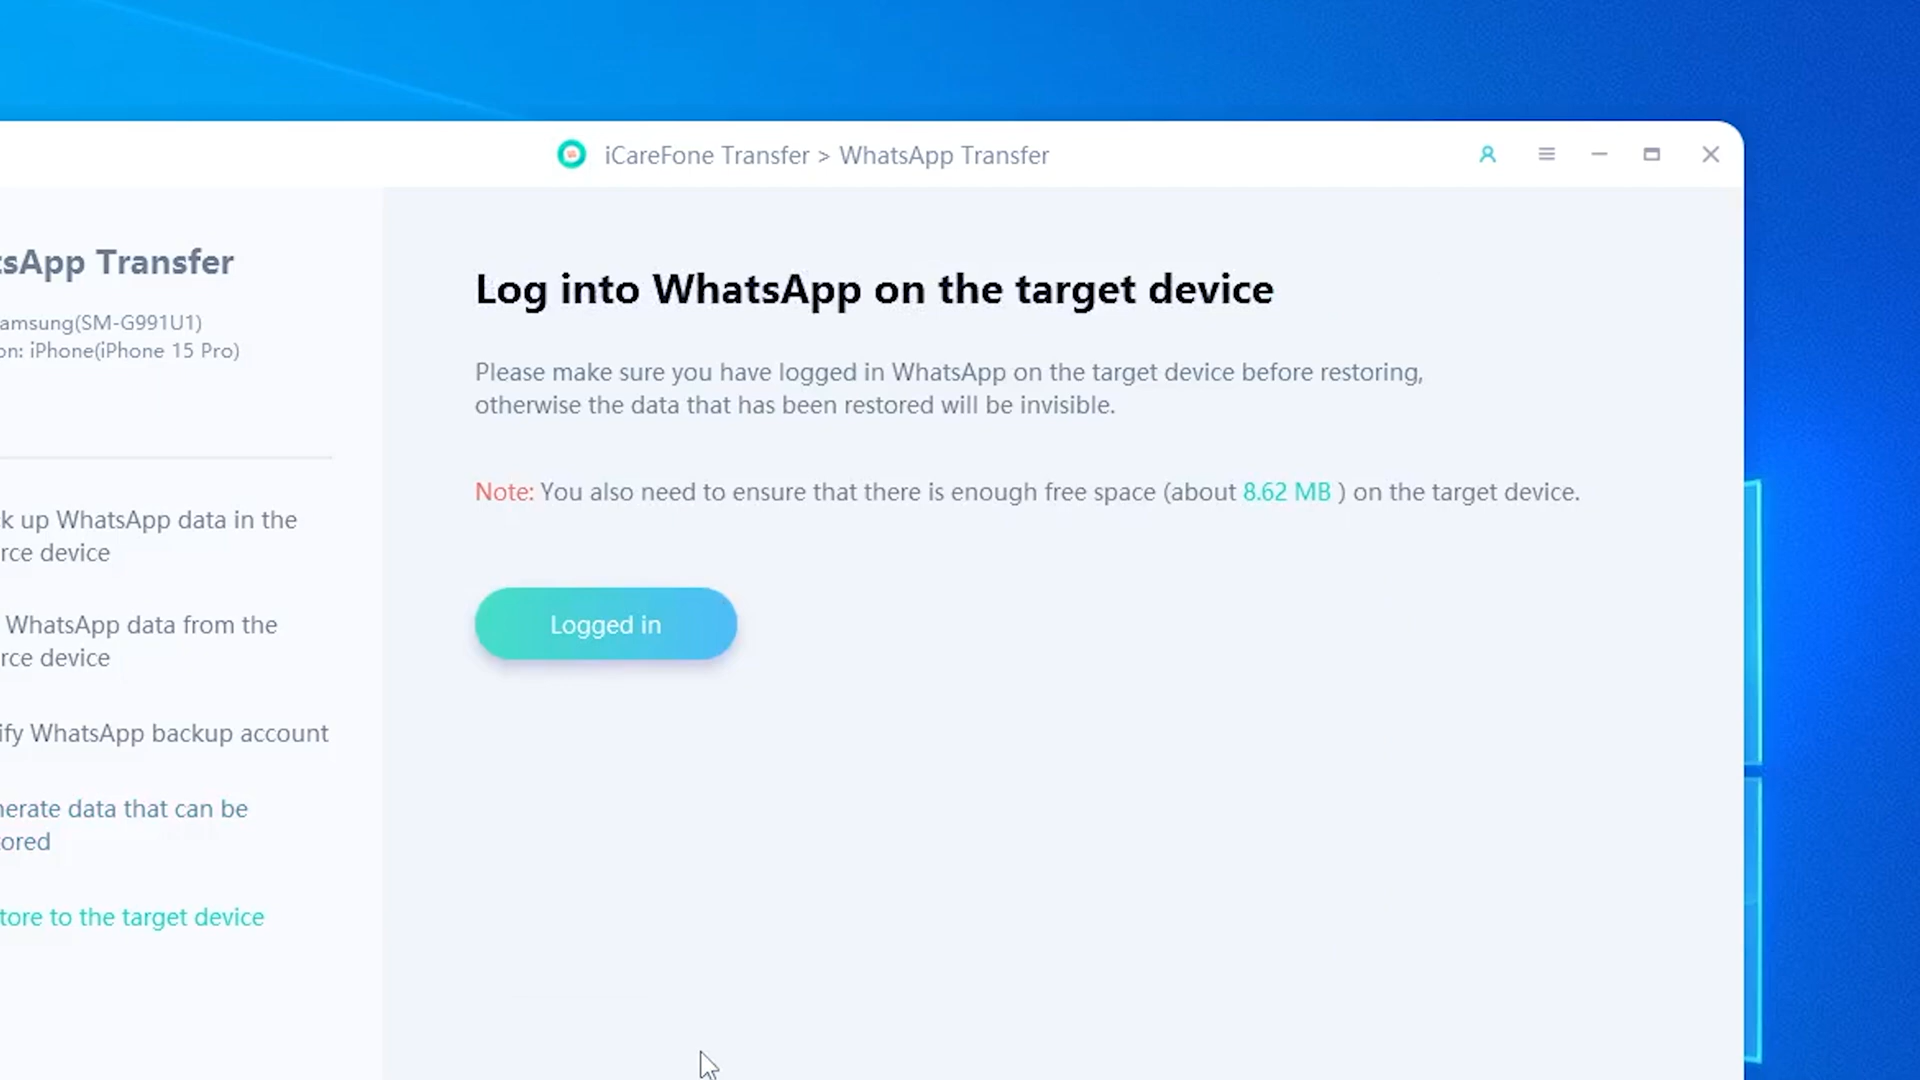 iCareFone Transfer > WhatsApp Transfer
tsApp Transfer
amsung(SM-G991U1)
on: iPhone(iPhone 15 Pro)
k up WhatsApp data in the
rce device
WhatsApp data from the
rce device
ify WhatsApp backup account
nerate data that can be
tored
tore to the target device
Log into WhatsApp on the target device
Please make sure you have logged in WhatsApp on the target device before restoring,
otherwise the data that has been restored will be invisible.
Note: You also need to ensure that there is enough free space (about 8.62 MB ) on the target device.
Logged in